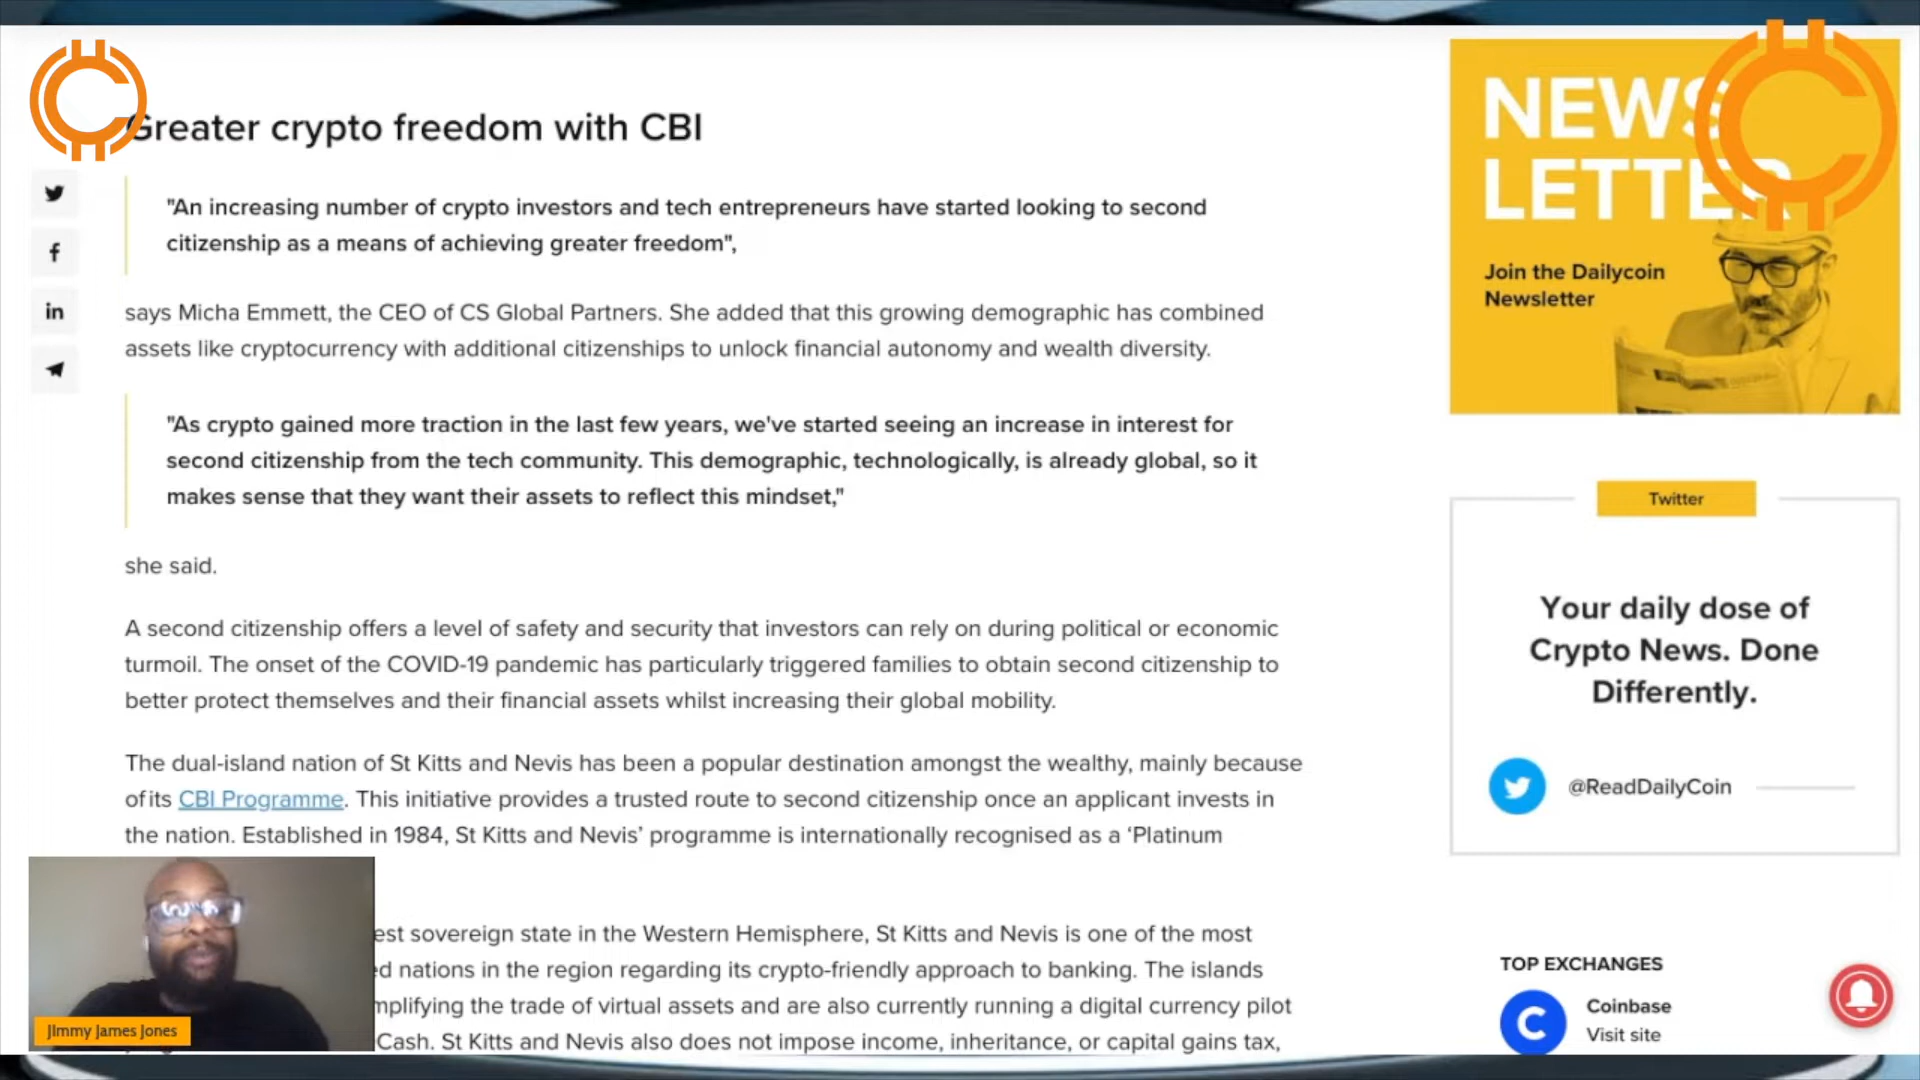 Greater crypto freedom with CBI
"An increasing number of crypto investors and tech entrepreneurs have started looking to second
citizenship as a means of achieving greater freedom",
says Micha Emmett, the CEO of CS Global Partners. She added that this growing demographic has combined
assets like cryptocurrency with additional citizenships to unlock financial autonomy and wealth diversity.
"As crypto gained more traction in the last few years, we've started seeing an increase in interest for
second citizenship from the tech community. This demographic, technologically, is already global, so it
makes sense that they want their assets to reflect this mindset,"
she said.
A second citizenship offers a level of safety and security that investors can rely on during political or economic
turmoil. The onset of the COVID-19 pandemic has particularly triggered families to obtain second citizenship to
better protect themselves and their financial assets whilst increasing their global mobility.
The dual-island nation of St Kitts and Nevis has been a popular destination amongst the wealthy, mainly because
of its CBI Programme. This initiative provides a trusted route to second citizenship once an applicant invests in
the nation. Established in 1984, St Kitts and Nevis' programme is internationally recognised as a 'Platinum
est sovereign state in the Western Hemisphere, St Kitts and Nevis is one of the most
d nations in the region regarding its crypto-friendly approach to banking. The islands
mplifying the trade of virtual assets and are also currently running a digital currency pilot
Cash. St Kitts and Nevis also does not impose income, inheritance, or capital gains tax,
JImmy James Jones
NEWS
LETTER
Join the Dailycoin
Newsletter
Twitter
Your daily dose of
Crypto News. Done
Differently.
@ReadDailyCoin
TOP EXCHANGES
Coinbase
Visit site